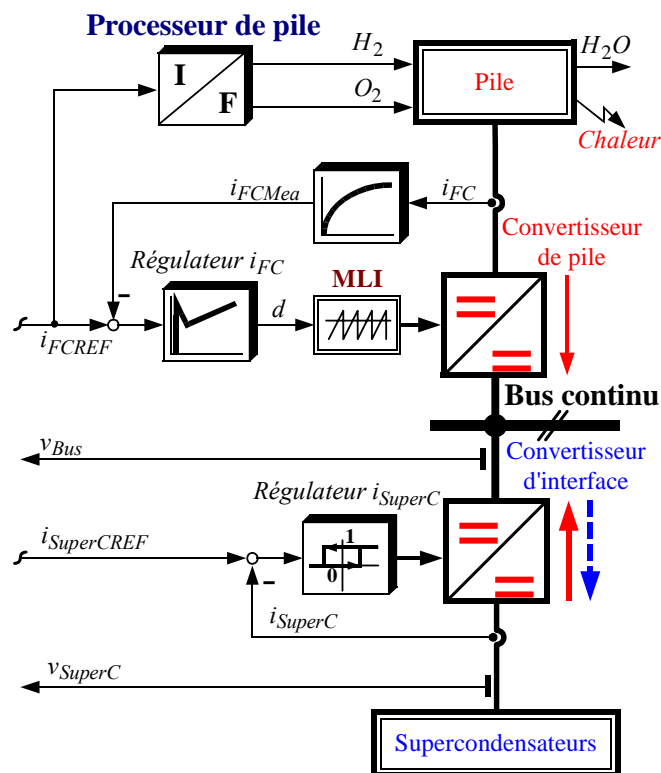 Processeur de pile
I
F
H2
O2
Pile
H2O
Chaleur
iFCMea
iFC
Convertisseur
de pile
Régulateur iFC
MLI
d
iFCREF
Bus continu
vBus
Convertisseur
d'interface
Régulateur iSuperC
iSuperCREF
1
0
iSuperC
vSuperC
Supercondensateurs